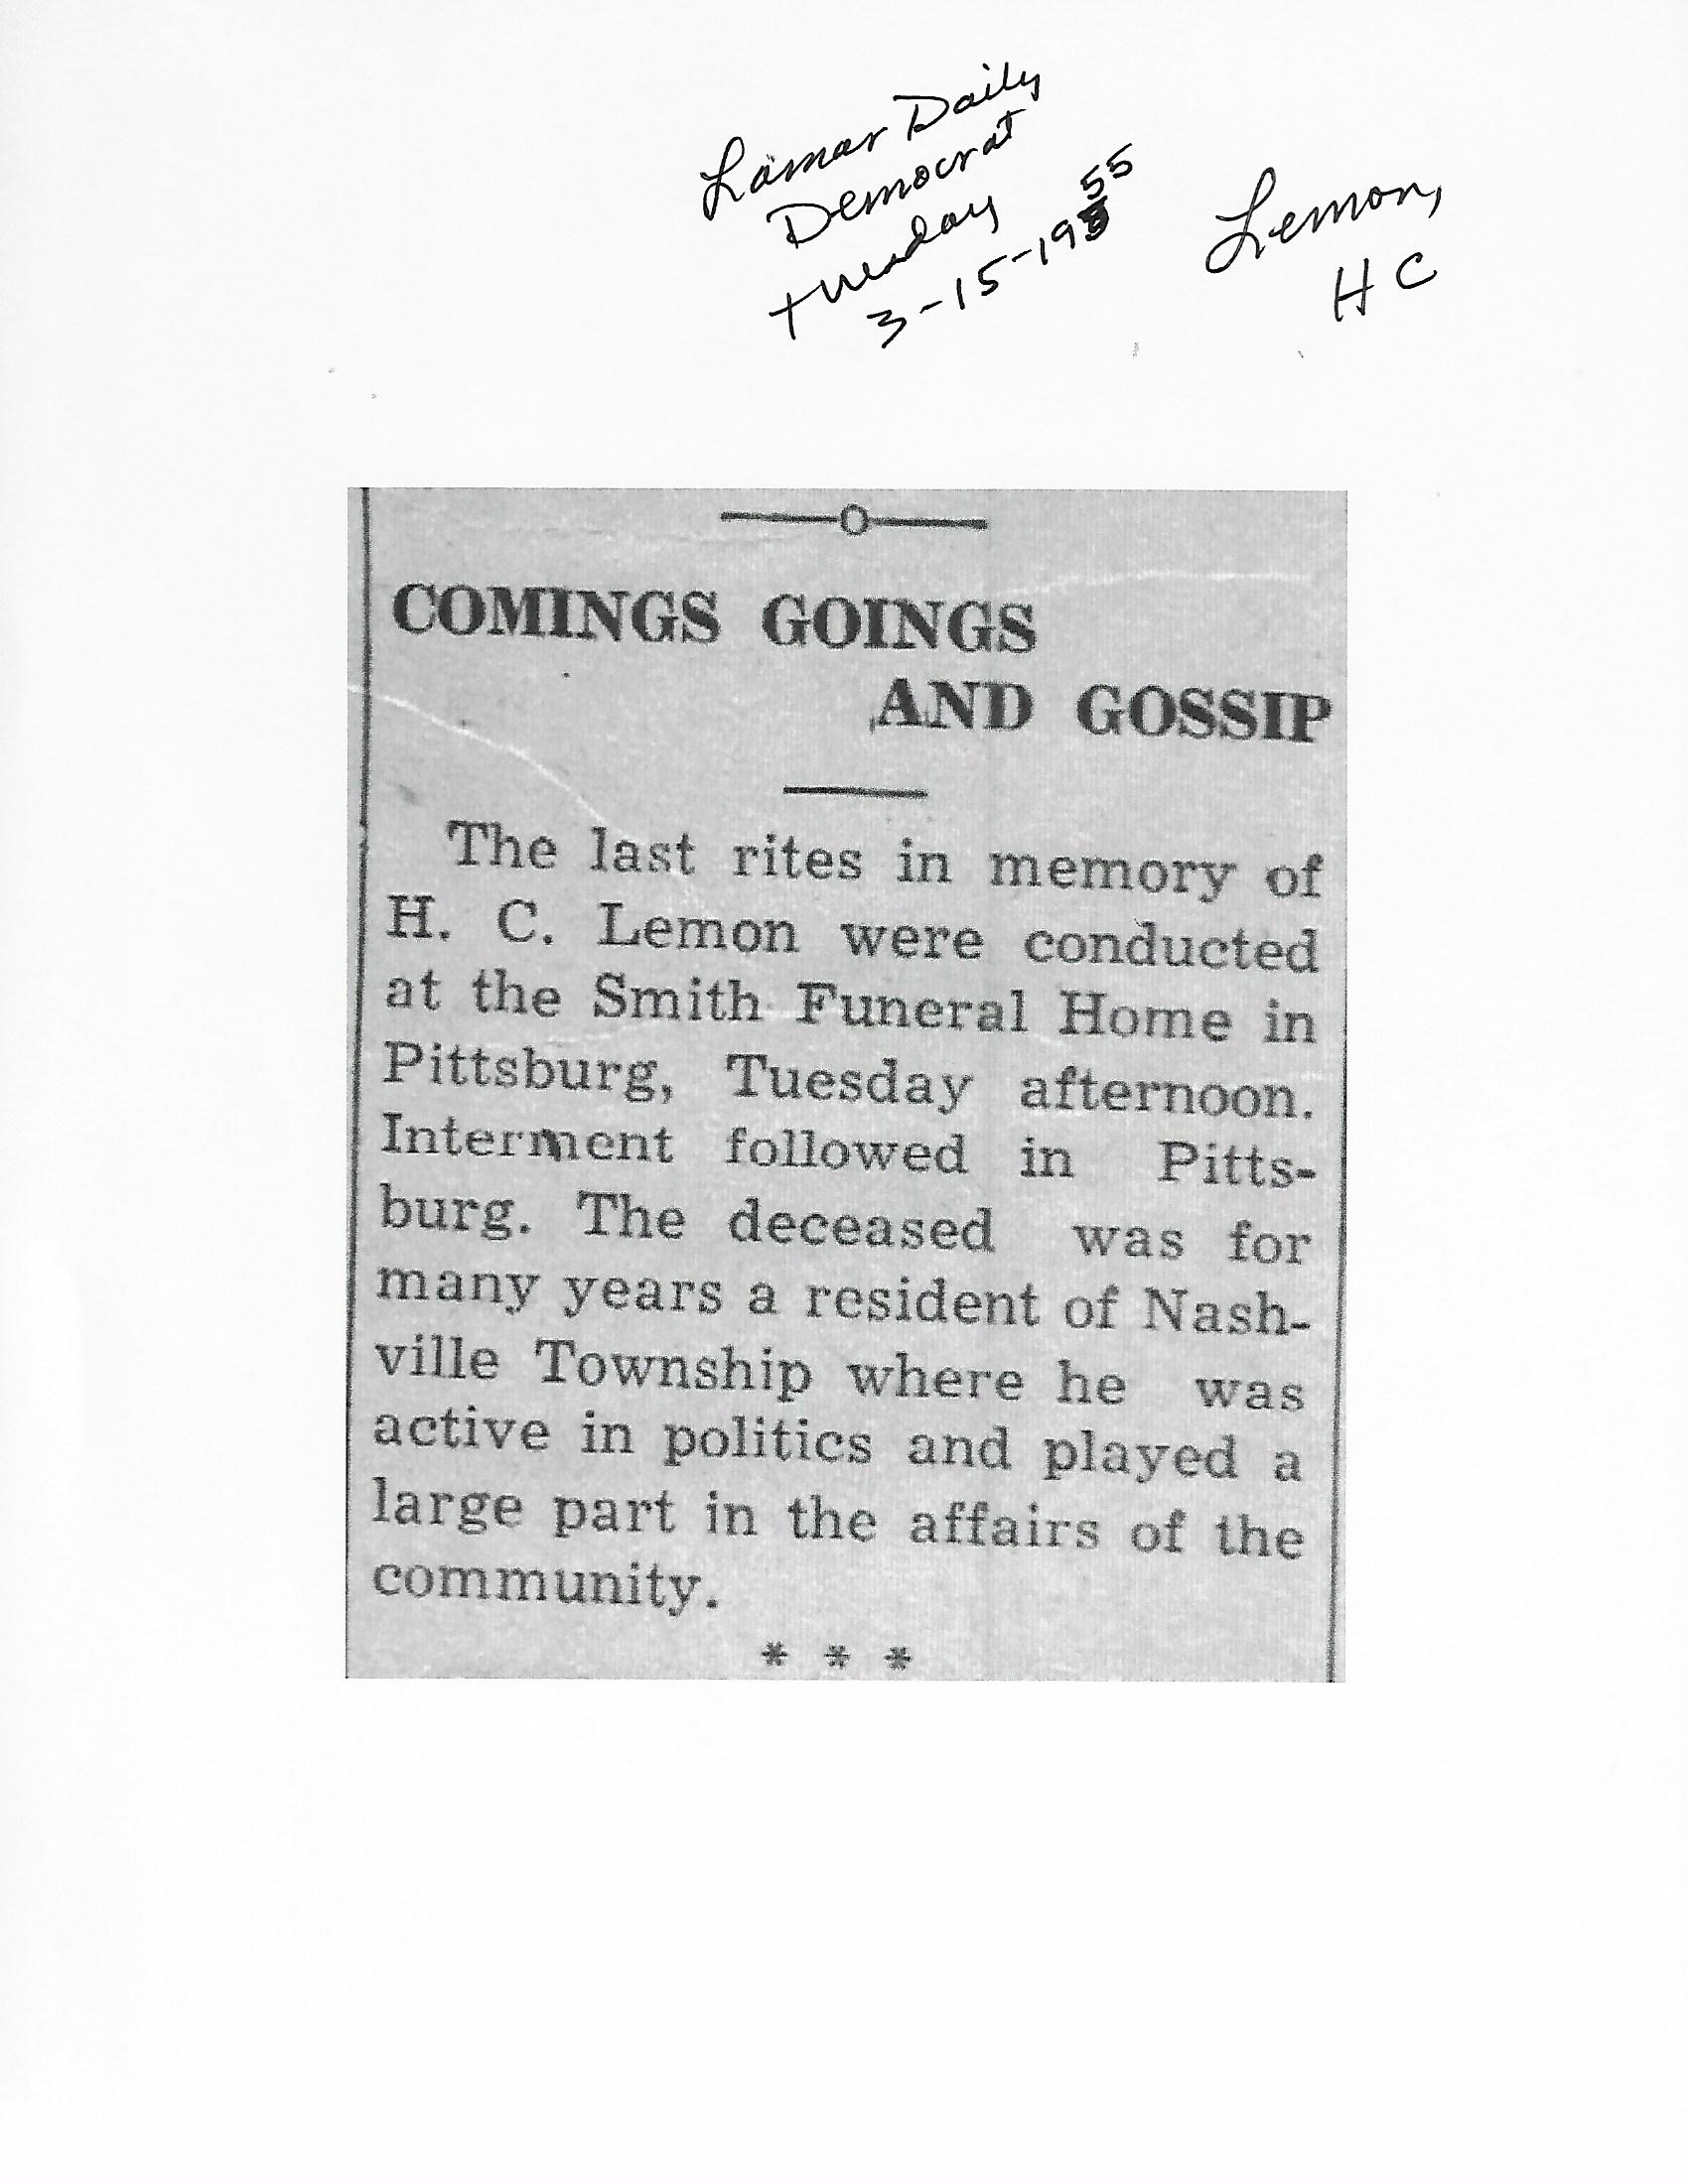 Lamar Daily
Democrat
tuesday
3-15-1955
Lemon,
H C
COMINGS GOINGS
AND GOSSIP
The last rites in memory of
H. C. Lemon were conducted
at the Smith Funeral Home in
Pittsburg, Tuesday afternoon.
Interment followed in Pitts-
burg. The deceased was for
many years a resident of Nash-
ville Township where he was
active in politics and played a
large part in the affairs of the
community.
* * *